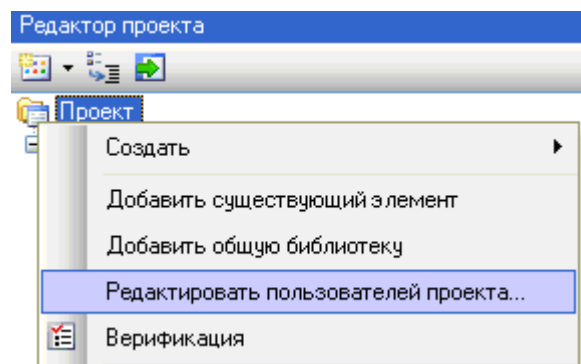 Редактор проекта
Проект
Создать
Добавить существующий элемент
Добавить общую библиотеку
Редактировать пользователей проекта...
Верификация